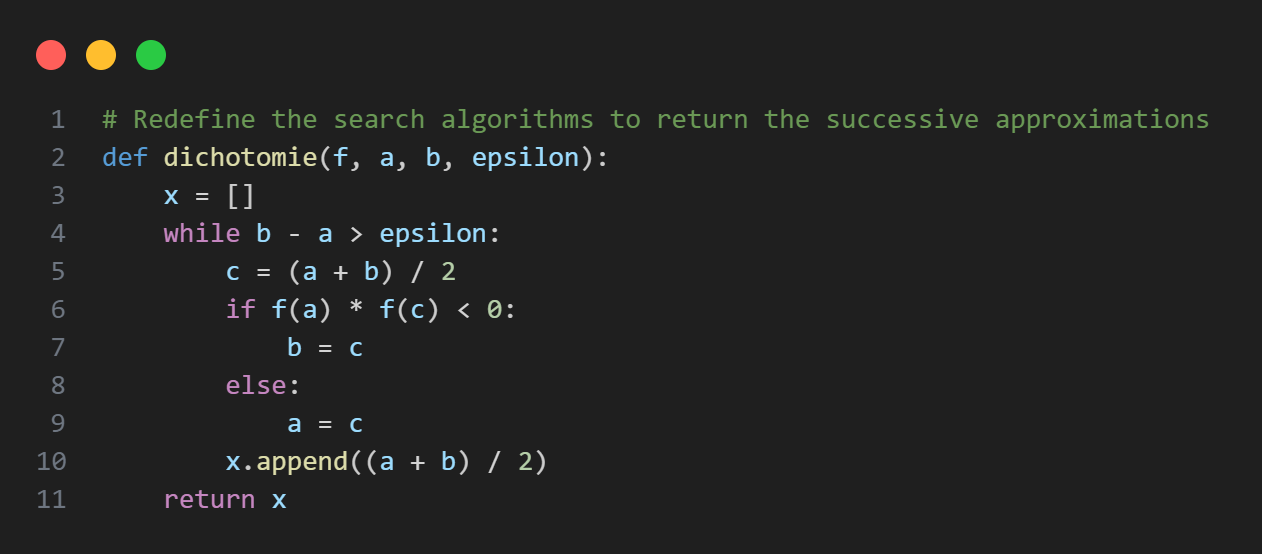 1 # Redefine the search algorithms to return the successive approximations
2 def dichotomie(f, a, b, epsilon):
3     x = []
4     while b - a > epsilon:
5         c = (a + b) / 2
6         if f(a) * f(c) < 0:
7             b = c
8         else:
9             a = c
10         x.append((a + b) / 2)
11     return x